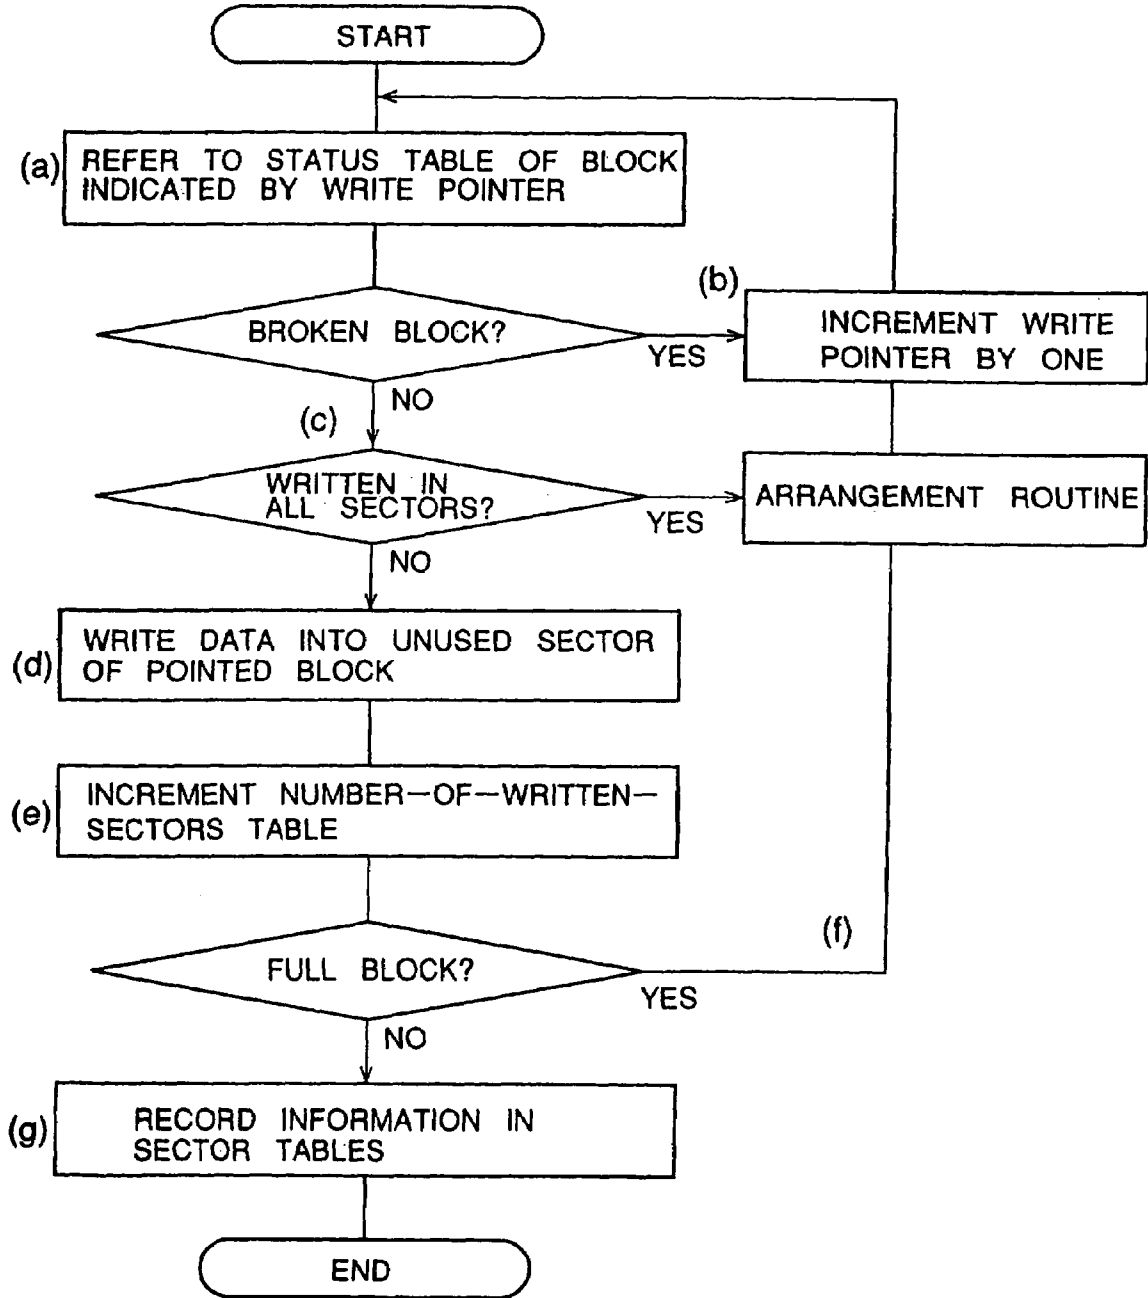 START
(a)
REFER TO STATUS TABLE OF BLOCK
INDICATED BY WRITE POINTER
BROKEN BLOCK?
YES
(b)
INCREMENT WRITE
POINTER BY ONE
NO
(c)
WRITTEN IN
ALL SECTORS?
YES
ARRANGEMENT ROUTINE
NO
(d)
WRITE DATA INTO UNUSED SECTOR
OF POINTED BLOCK
(e)
INCREMENT NUMBER-OF-WRITTEN-
SECTORS TABLE
FULL BLOCK?
YES
(f)
NO
(g)
RECORD INFORMATION IN
SECTOR TABLES
END